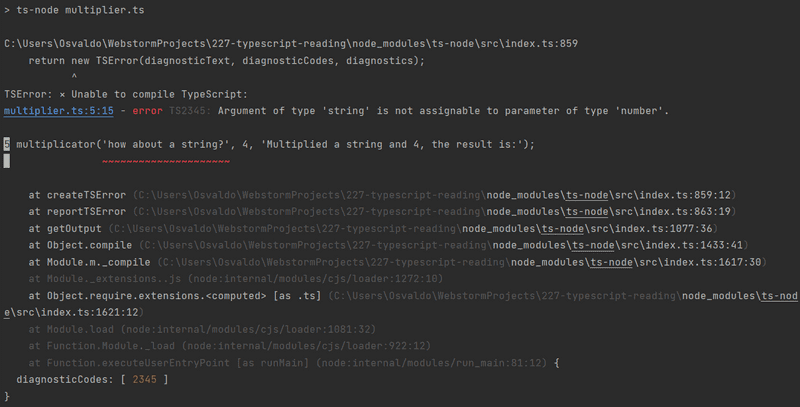 > ts-node multiplier.ts
C:\Users\Osvaldo\WebstormProjects\227-typescript-reading\node_modules\ts-node\src\index.ts:859
return new TSError(diagnosticText, diagnosticCodes, diagnostics);
^
TSError: ⨯ Unable to compile TypeScript:
multiplier.ts:5:15 - error TS2345: Argument of type 'string' is not assignable to parameter of type 'number'.
5 multiplicator('how about a string?', 4, 'Multiplied a string and 4, the result is:');
~~~~~~~~~~~~~~~~~~~~~
at createTSError (C:\Users\Osvaldo\WebstormProjects\227-typescript-reading\node_modules\ts-node\src\index.ts:859:12)
at reportTSError (C:\Users\Osvaldo\WebstormProjects\227-typescript-reading\node_modules\ts-node\src\index.ts:863:19)
at getOutput (C:\Users\Osvaldo\WebstormProjects\227-typescript-reading\node_modules\ts-node\src\index.ts:1077:36)
at Object.compile (C:\Users\Osvaldo\WebstormProjects\227-typescript-reading\node_modules\ts-node\src\index.ts:1433:41)
at Module.m._compile (C:\Users\Osvaldo\WebstormProjects\227-typescript-reading\node_modules\ts-node\src\index.ts:1617:30)
at Module._extensions..js (node:internal/modules/cjs/loader:1272:10)
at Object.require.extensions.<computed> [as .ts] (C:\Users\Osvaldo\WebstormProjects\227-typescript-reading\node_modules\ts-nod
e\src\index.ts:1621:12)
at Module.load (node:internal/modules/cjs/loader:1081:32)
at Function.Module._load (node:internal/modules/cjs/loader:922:12)
at Function.executeUserEntryPoint [as runMain] (node:internal/modules/run_main:81:12) {
diagnosticCodes: [ 2345 ]
}